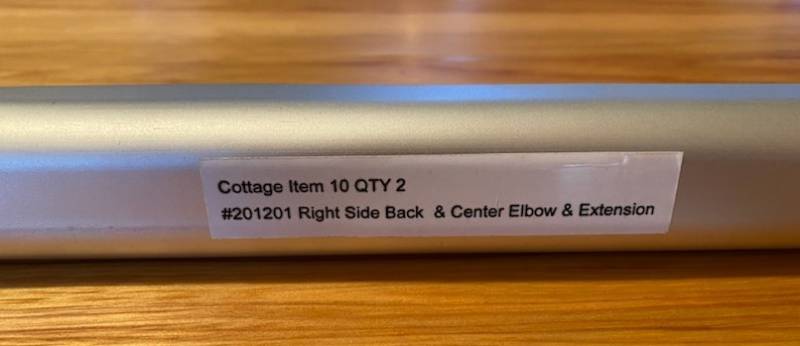 Cottage Item 10 QTY 2
#201201 Right Side Back & Center Elbow & Extension